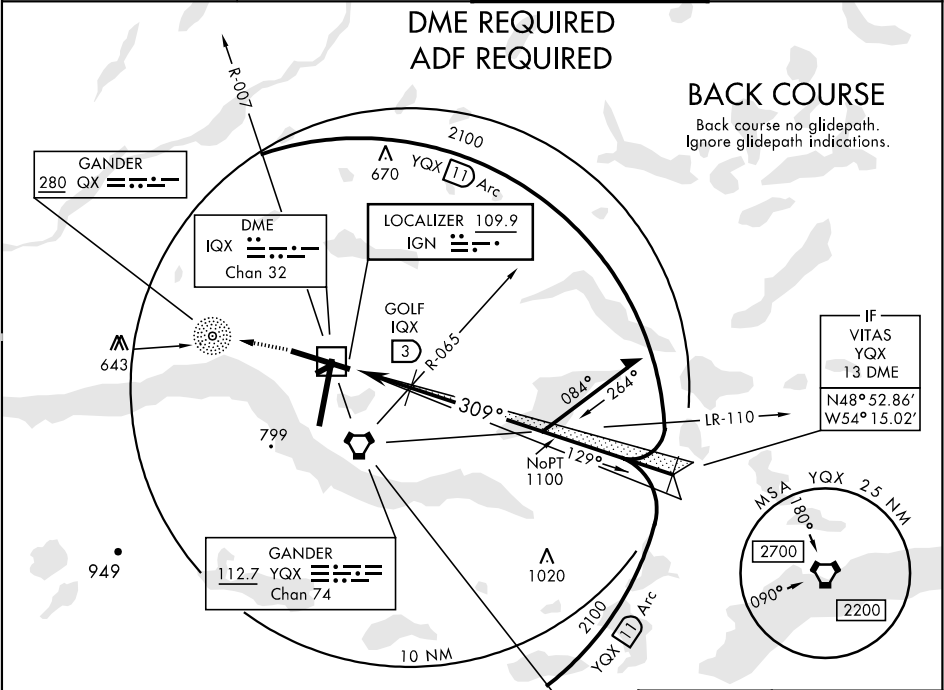 DME REQUIRED
ADF REQUIRED
BACK COURSE
Back course no glidepath.
Ignore glidepath indications.
R-007
2100
670
YQX 11 Arc
GANDER
280 QX
DME
IQX
Chan 32
LOCALIZER 109.9
IGN
GOLF
IQX
3
R-065
643
IF
VITAS
YQX
13 DME
N48° 52.86'
W54° 15.02'
084°
264°
309°
LR-110
799
NoPT
1100
129°
MSA YQX 25 NM
180°
2700
090°
2200
949
GANDER
112.7 YQX
Chan 74
1020
2100
YQX 11 Arc
10 NM